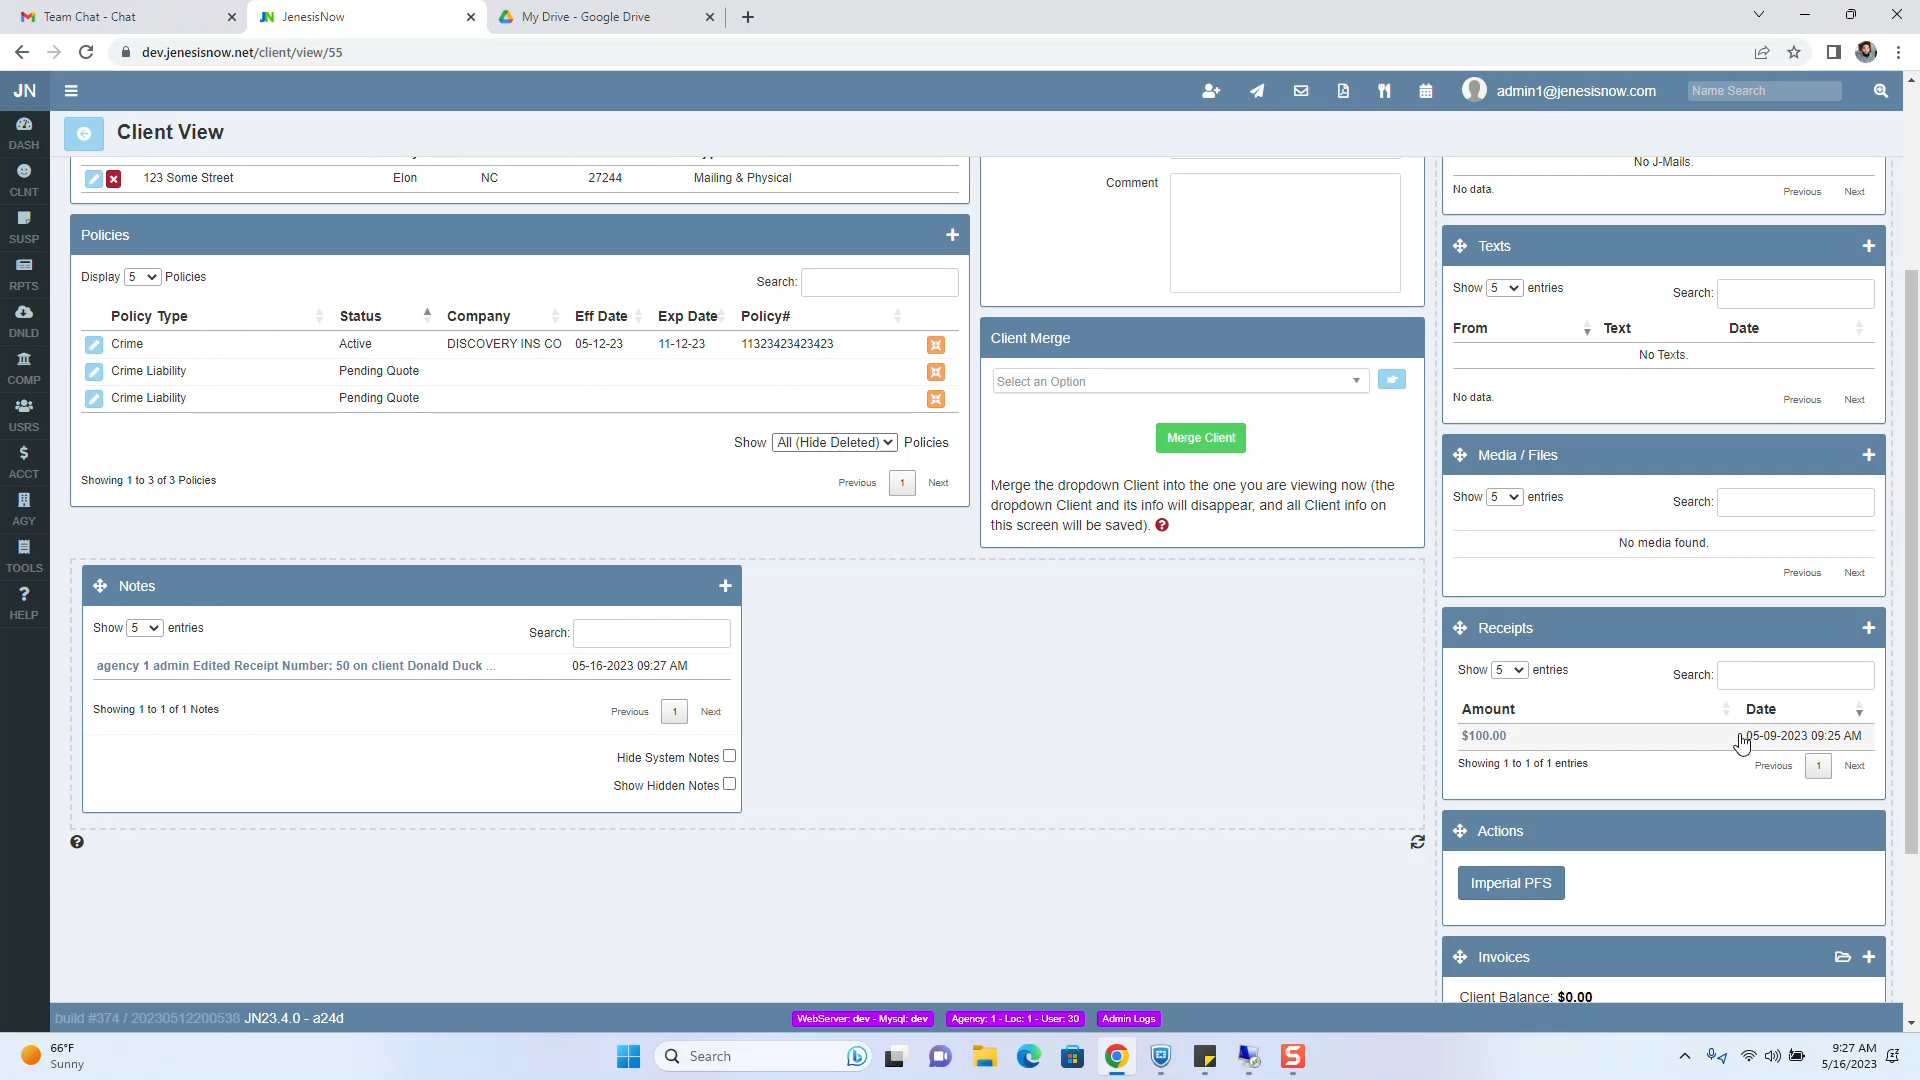 Team Chat - Chat
JenesisNow
My Drive - Google Drive
dev.jenesisnow.net/client/view/55
JN
admin1@jenesisnow.com
Name Search
Client View
DASH
CLNT
SUSP
RPTS
DNLD
COMP
USRS
ACCT
AGY
TOOLS
HELP
123 Some Street Elon NC 27244 Mailing & Physical
Policies
Display 5 Policies
Search:
Policy Type Status Company Eff Date Exp Date Policy#
Crime Active DISCOVERY INS CO 05-12-23 11-12-23 11323423423423
Crime Liability Pending Quote
Crime Liability Pending Quote
Show All (Hide Deleted) Policies
Showing 1 to 3 of 3 Policies
Previous 1 Next
Notes
Show 5 entries
Search:
agency 1 admin Edited Receipt Number: 50 on client Donald Duck ... 05-16-2023 09:27 AM
Showing 1 to 1 of 1 Notes
Previous 1 Next
Hide System Notes
Show Hidden Notes
Comment
Client Merge
Select an Option
Merge Client
Merge the dropdown Client into the one you are viewing now (the
dropdown Client and its info will disappear, and all Client info on
this screen will be saved).
No J-Mails.
No data.
Previous Next
Texts
Show 5 entries
Search:
From Text Date
No Texts.
No data.
Previous Next
Media / Files
Show 5 entries
Search:
No media found.
Previous Next
Receipts
Show 5 entries
Search:
Amount Date
$100.00 05-09-2023 09:25 AM
Showing 1 to 1 of 1 entries
Previous 1 Next
Actions
Imperial PFS
Invoices
Client Balance: $0.00
build #374 / 20230512200538 JN23.4.0 - a24d
WebServer: dev - Mysql: dev
Agency: 1 - Loc: 1 - User: 30
Admin Logs
66°F
Sunny
Search
9:27 AM
5/16/2023